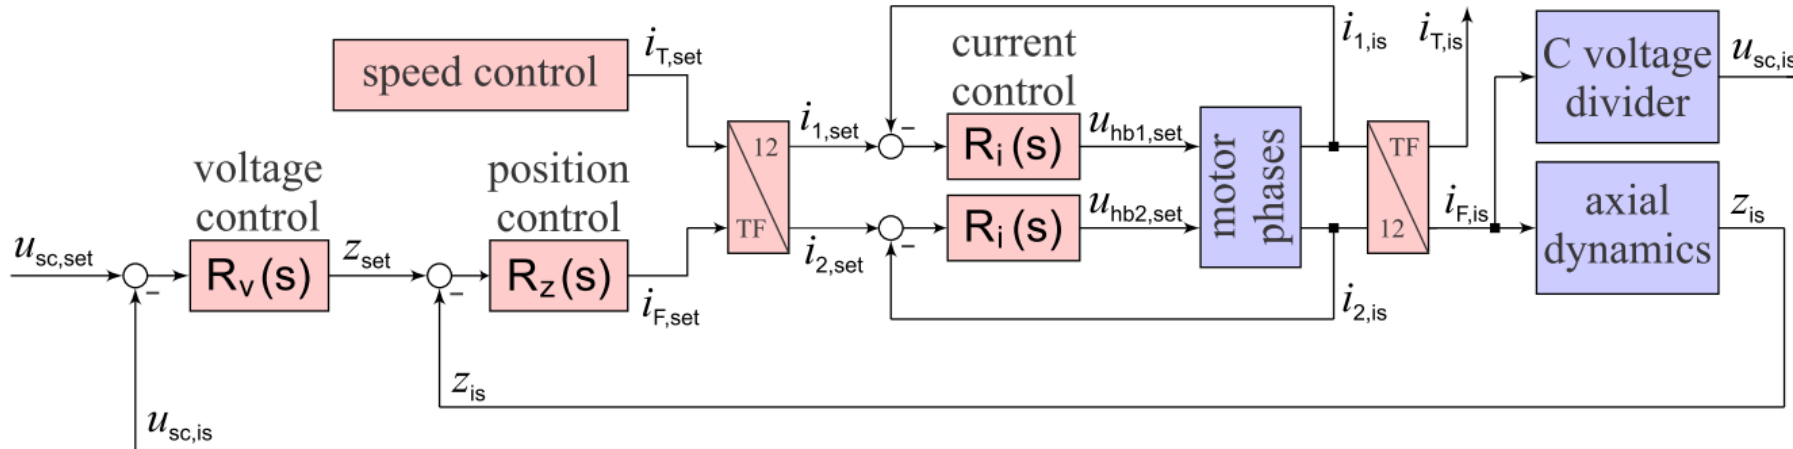 speed control
i_T,set
current
control
i_1,is
i_T,is
C voltage
divider
u_sc,is
12
TF
i_1,set
−
R_i(s)
u_hb1,set
motor
phases
TF
12
voltage
control
position
control
i_2,set
−
R_i(s)
u_hb2,set
i_F,is
axial
dynamics
z_is
u_sc,set
−
R_v(s)
z_set
−
R_z(s)
i_F,set
i_2,is
z_is
u_sc,is